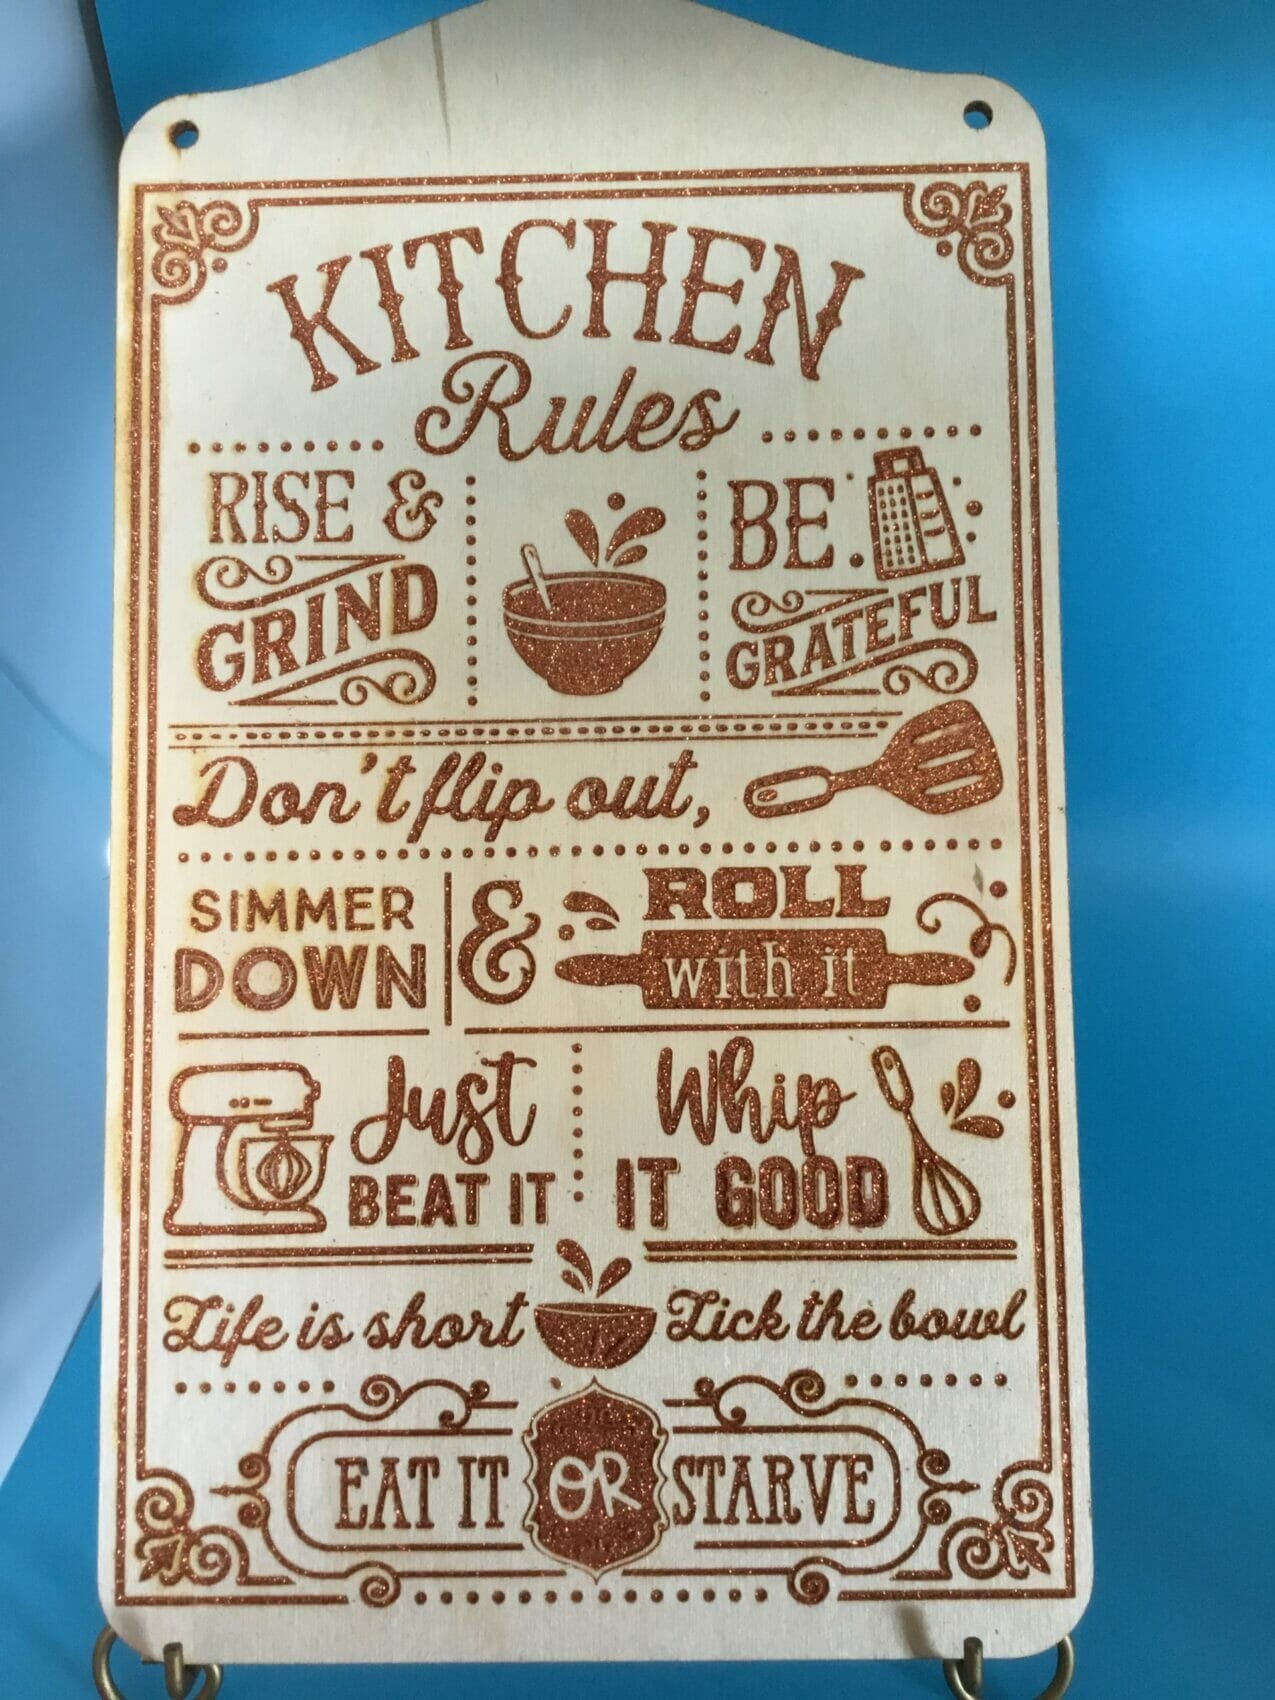 KITCHEN
Rules
RISE &
GRIND
BE
GRATEFUL
Don't flip out,
SIMMER
DOWN
&
ROLL
with it
Just
BEAT IT
Whip
IT GOOD
Life is short Lick the bowl
EAT IT OR STARVE